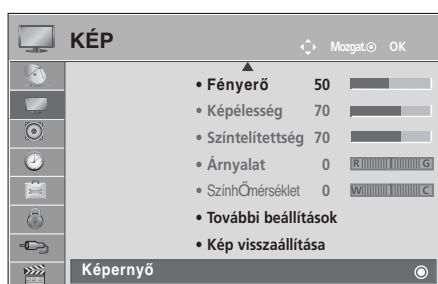 KÉP
Mozgat. OK
• Fényerő 50
• Képélesség 70
• Színtelítettség 70
• Árnyalat 0 R G
• SzínhŐmérséklet 0 W C
• További beállítások
• Kép visszaállítása
Képernyő